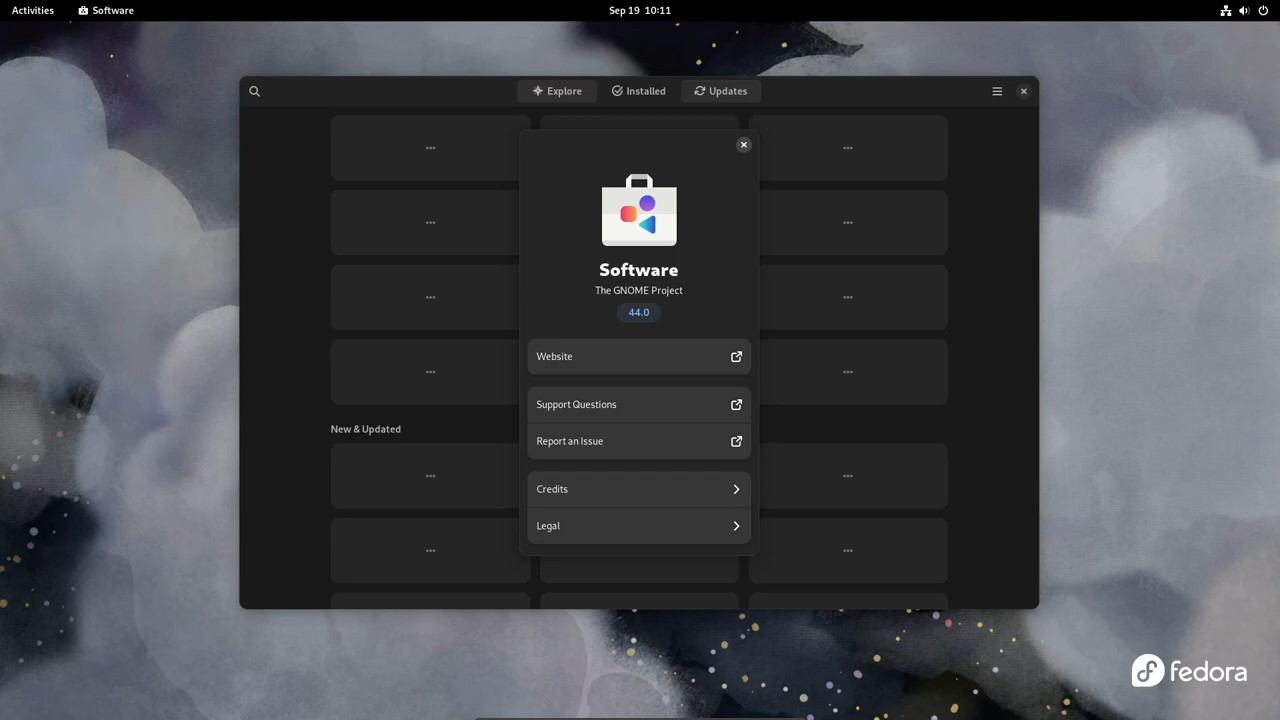 Activities
Software
Sep 19 10:11
Explore
Installed
Updates
...
...
...
...
...
...
...
...
Software
The GNOME Project
44.0
Website
Support Questions
Report an Issue
Credits
Legal
New & Updated
...
...
...
...
fedora